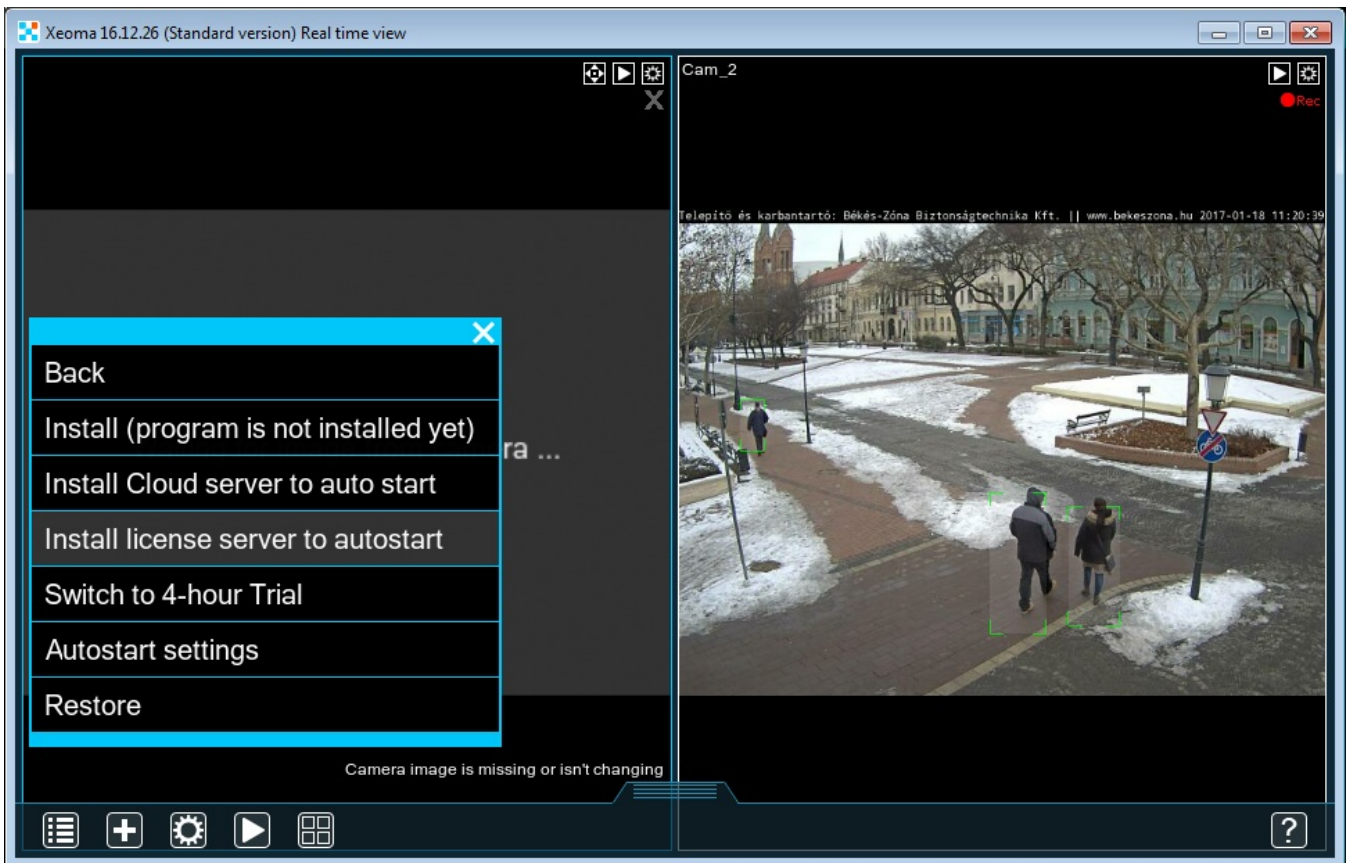 Xeoma 16.12.26 (Standard version) Real time view
Cam_2
Rec
Telepítö és karbantartó: Békés-Zóna Biztonságtechnika Kft. || www.bekeszona.hu 2017-01-18 11:20:39
Back
Install (program is not installed yet)
ra ...
Install Cloud server to auto start
Install license server to autostart
Switch to 4-hour Trial
Autostart settings
Restore
Camera image is missing or isn't changing
?